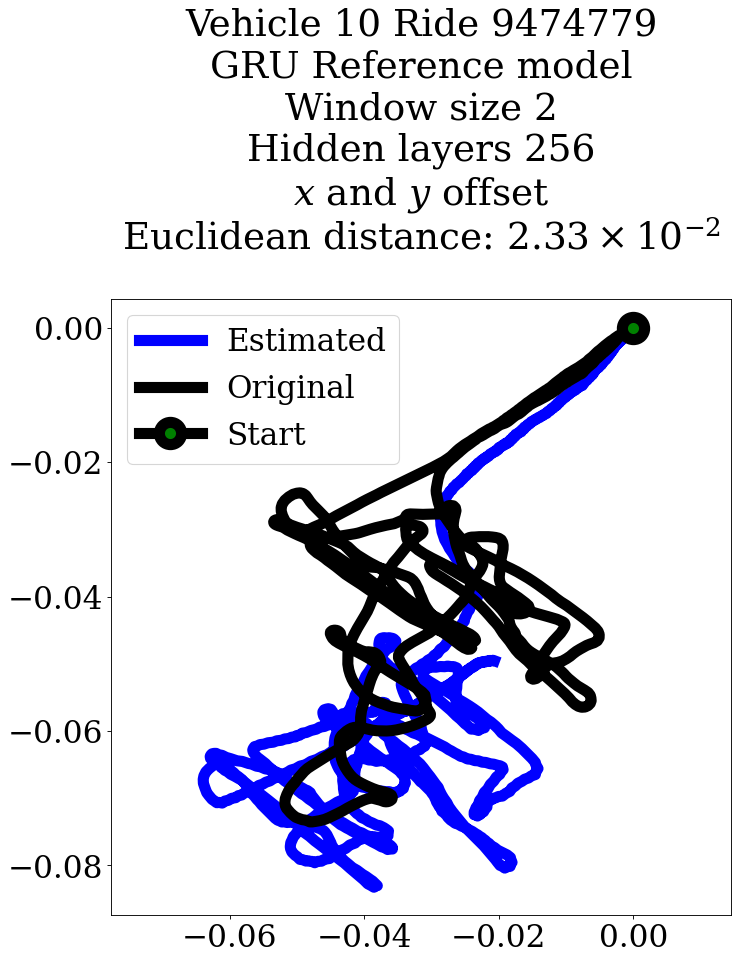 Vehicle 10 Ride 9474779
GRU Reference model
Window size 2
Hidden layers 256
x and y offset
Euclidean distance: 2.33 × 10⁻²
Estimated
Original
Start
0.00
−0.02
−0.04
−0.06
−0.08
−0.06 −0.04 −0.02 0.00